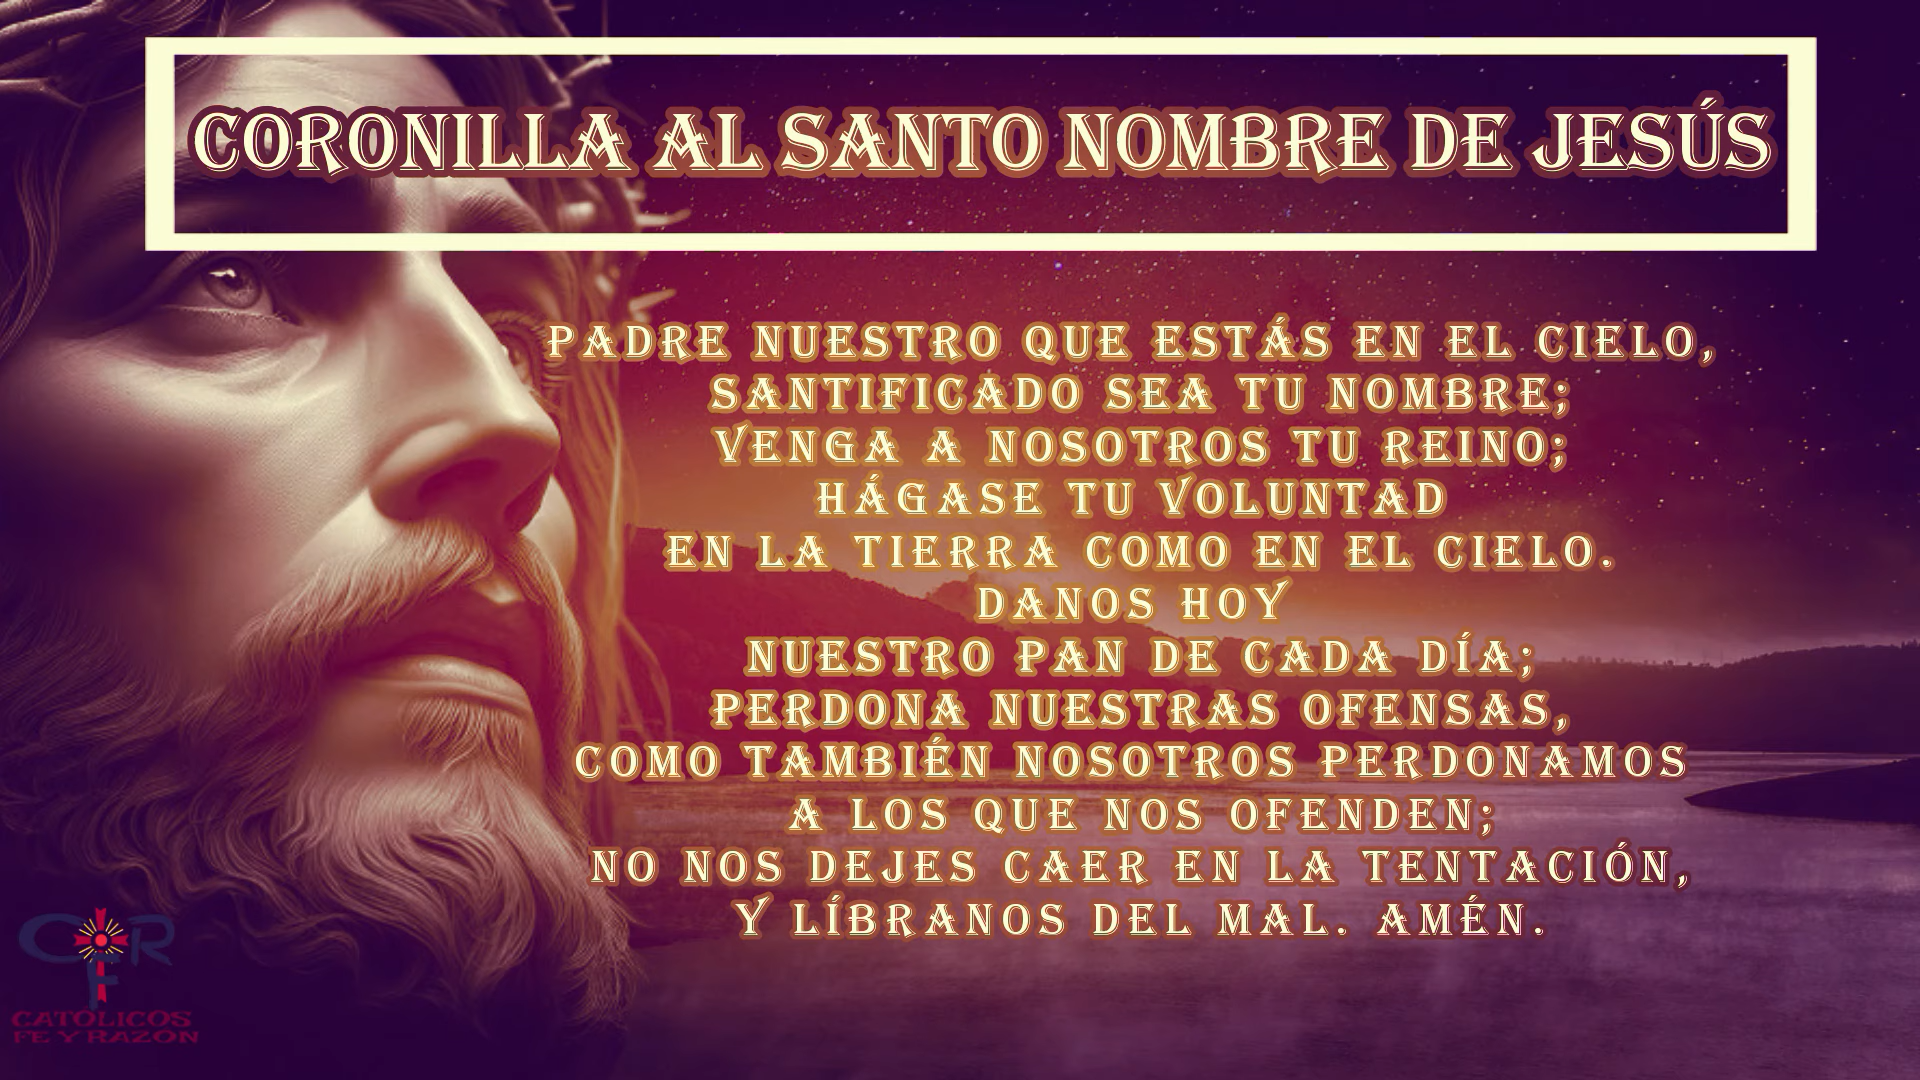 CORONILLA AL SANTO NOMBRE DE JESÚS
PADRE NUESTRO QUE ESTÁS EN EL CIELO,
SANTIFICADO SEA TU NOMBRE;
VENGA A NOSOTROS TU REINO;
HÁGASE TU VOLUNTAD
EN LA TIERRA COMO EN EL CIELO.
DANOS HOY
NUESTRO PAN DE CADA DÍA;
PERDONA NUESTRAS OFENSAS,
COMO TAMBIÉN NOSOTROS PERDONAMOS
A LOS QUE NOS OFENDEN;
NO NOS DEJES CAER EN LA TENTACIÓN,
Y LÍBRANOS DEL MAL. AMÉN.
CFR
CATÓLICOS
FE Y RAZÓN